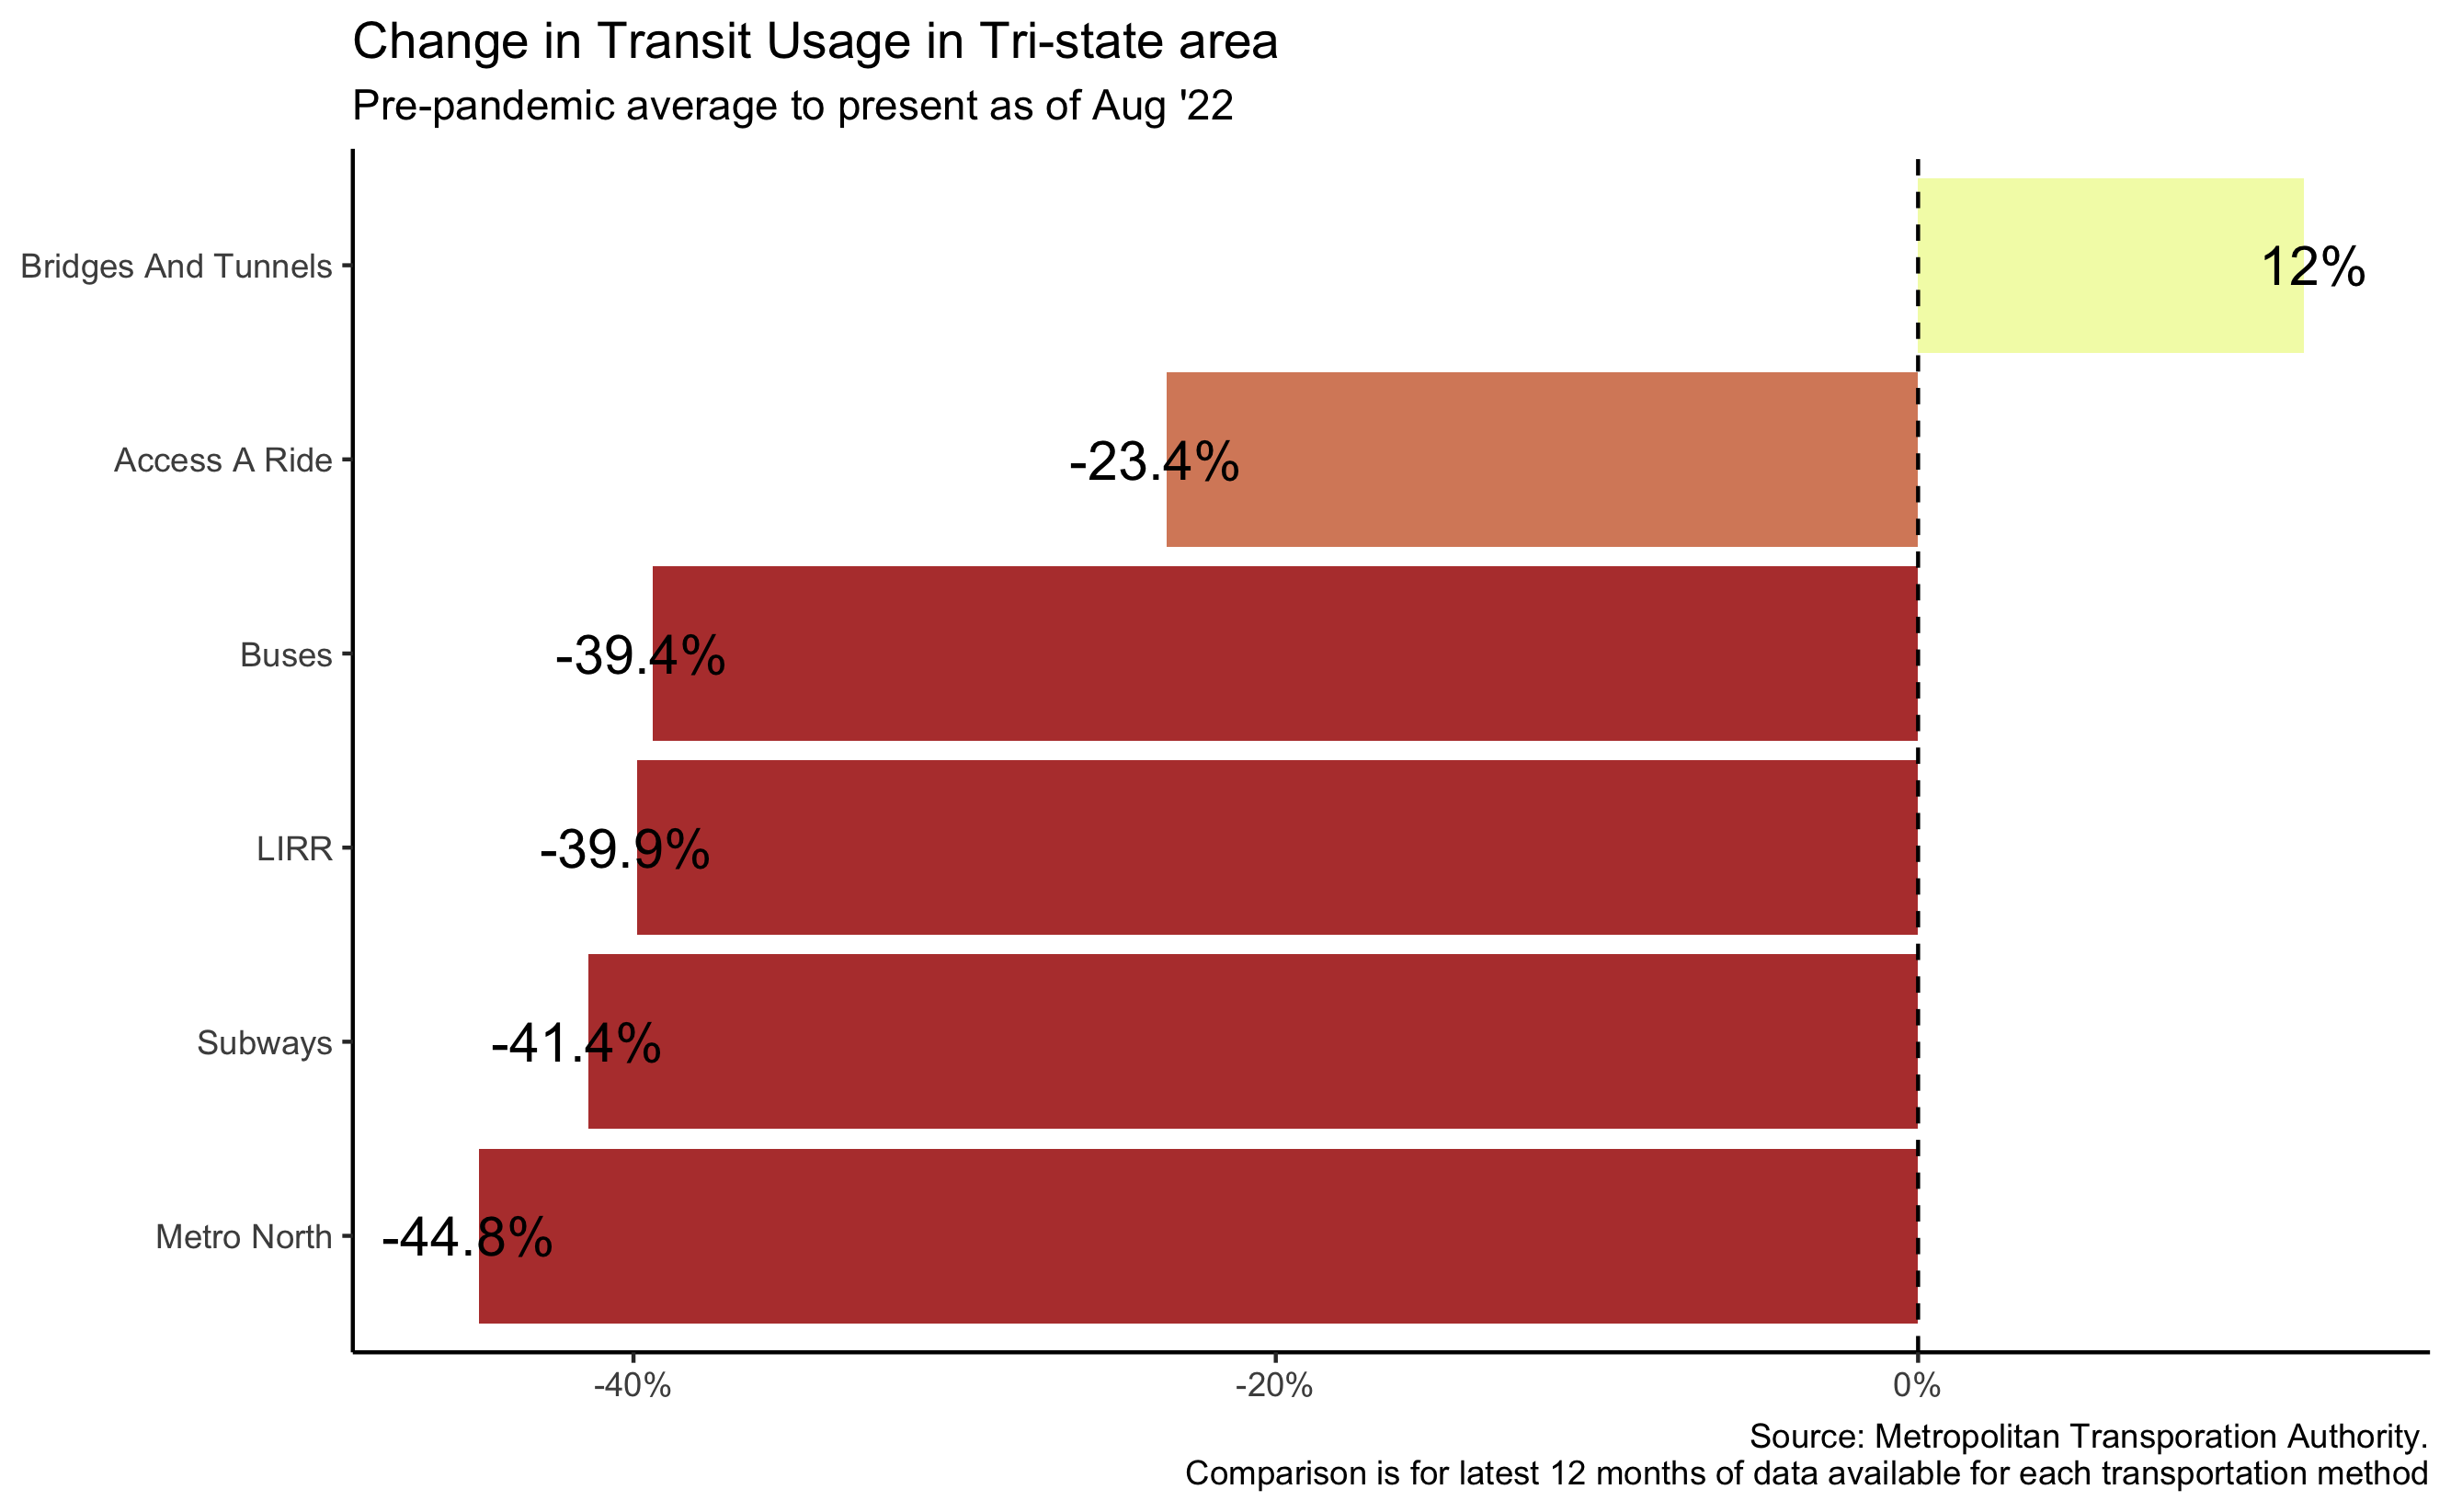 Change in Transit Usage in Tri-state area
Pre-pandemic average to present as of Aug '22
Bridges And Tunnels
12%
Access A Ride
-23.4%
Buses
-39.4%
LIRR
-39.9%
Subways
-41.4%
Metro North
-44.8%
-40%
-20%
0%
Source: Metropolitan Transporation Authority.
Comparison is for latest 12 months of data available for each transportation method